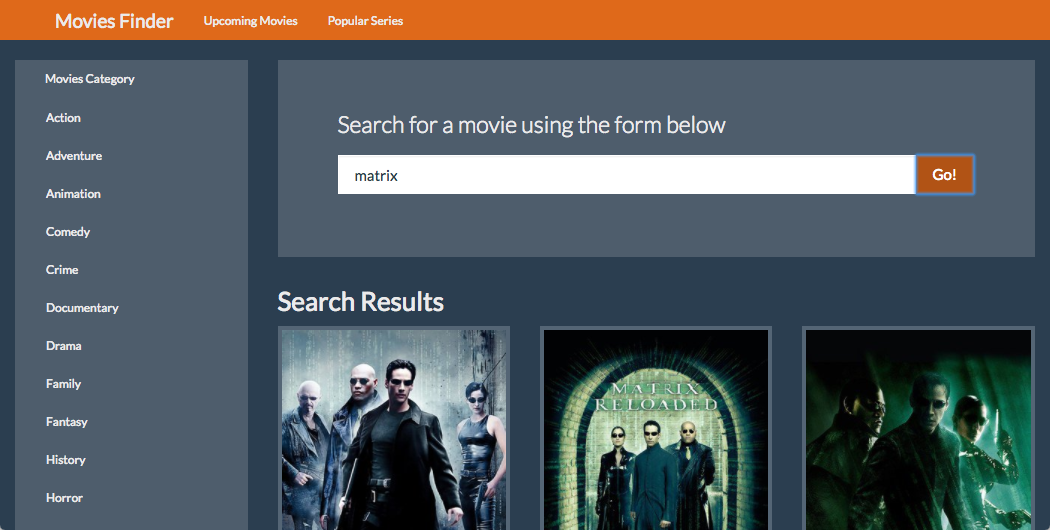 Movies Finder
Upcoming Movies
Popular Series
Movies Category
Action
Adventure
Animation
Comedy
Crime
Documentary
Drama
Family
Fantasy
History
Horror
Search for a movie using the form below
matrix
Go!
Search Results
MATRIX
RELOADED